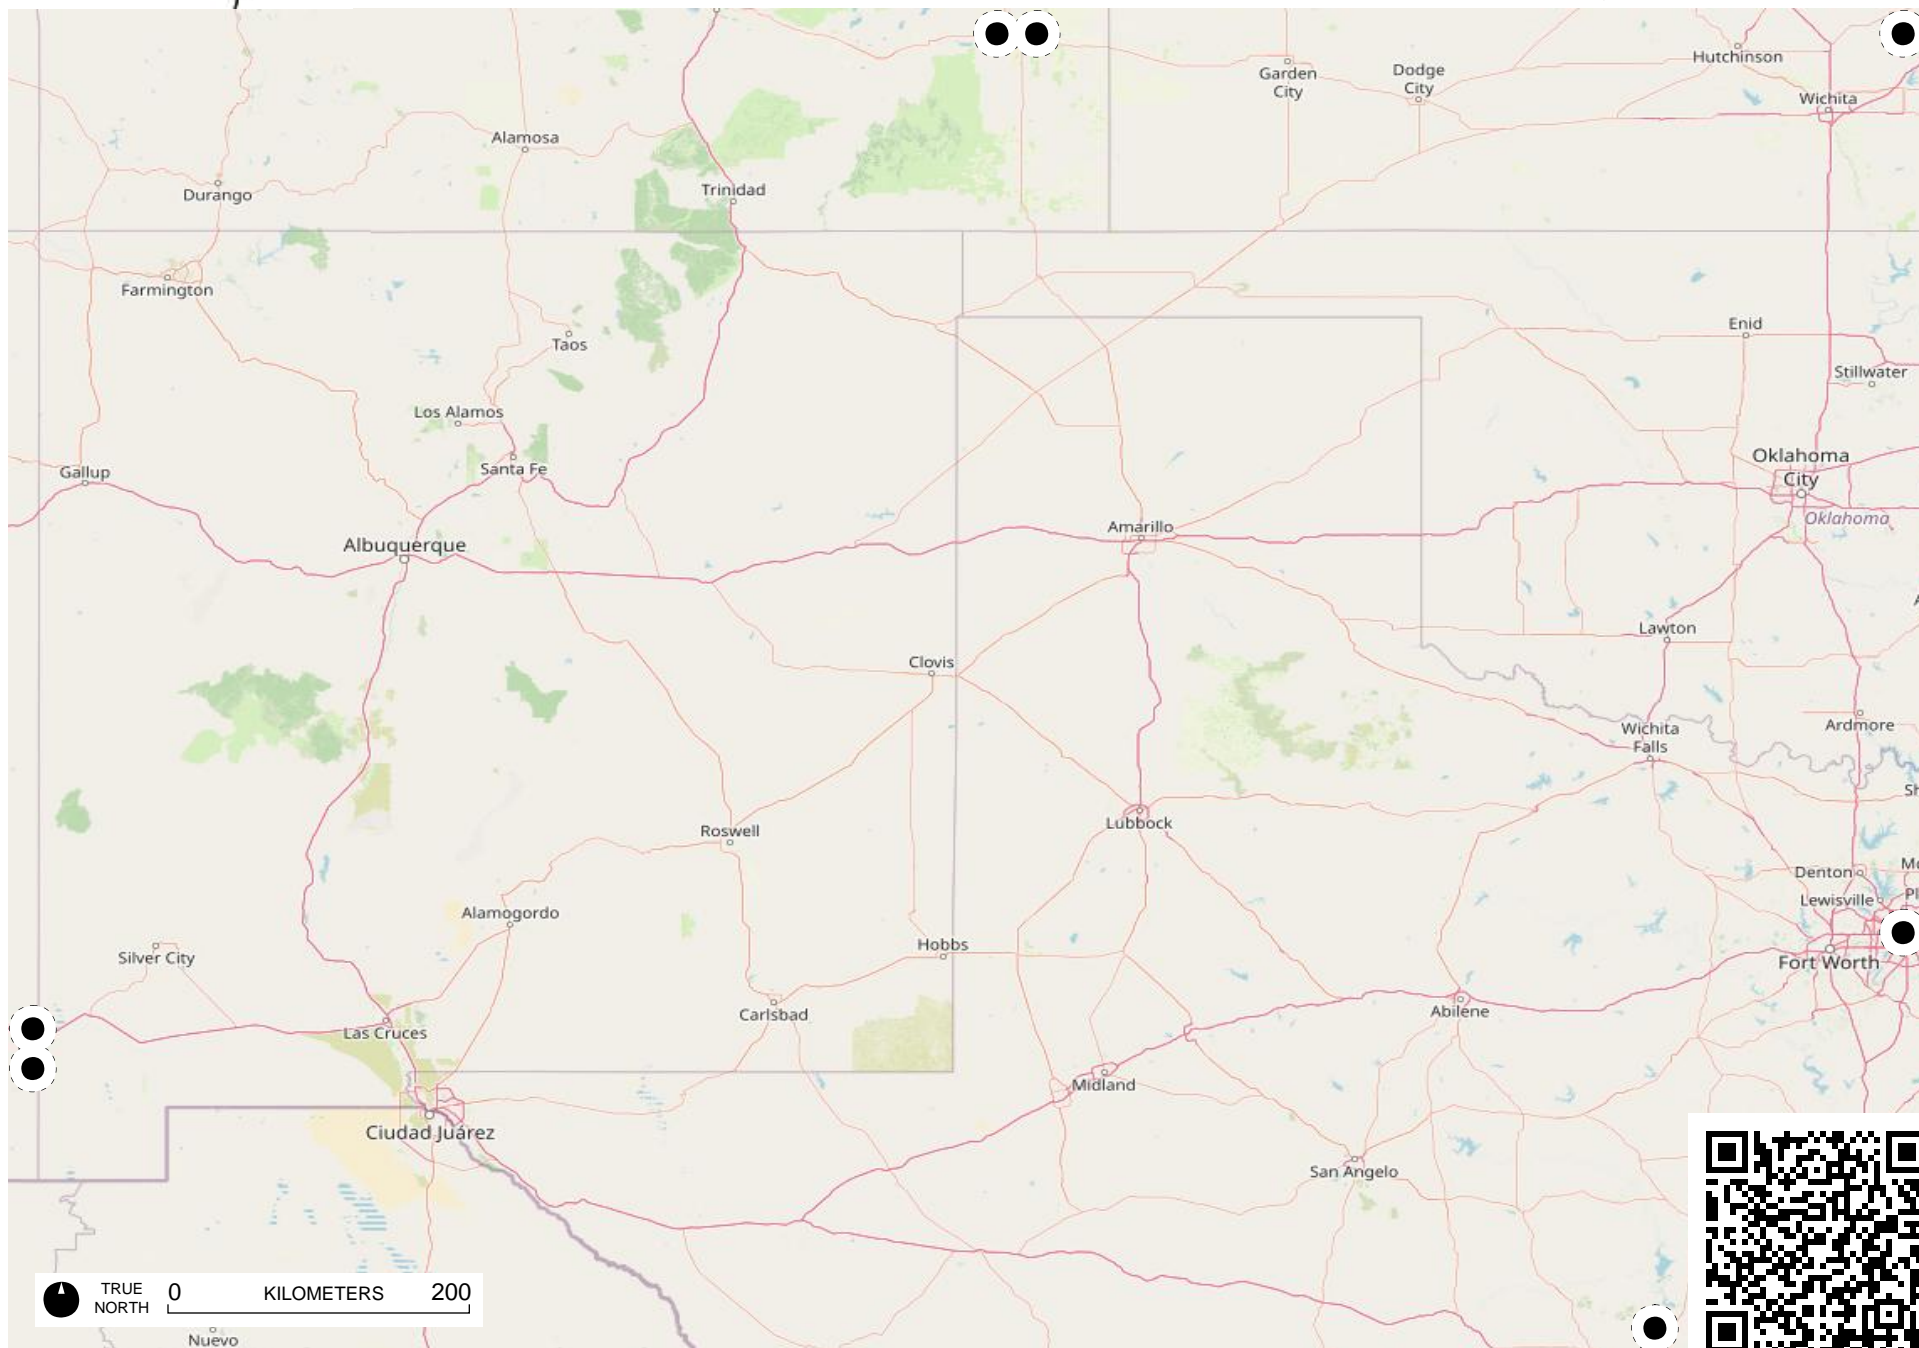 Hutchinson
Garden
City
Dodge
City
Wichita
Alamosa
Durango
Trinidad
Farmington
Enid
Taos
Stillwater
Los Alamos
Oklahoma
City
Santa Fe
Gallup
Oklahoma
Amarillo
Albuquerque
Lawton
Clovis
Wichita
Falls
Ardmore
Lubbock
Roswell
Denton
Lewisville
Alamogordo
Hobbs
Silver City
Fort Worth
Carlsbad
Abilene
Las Cruces
Midland
Ciudad Juárez
San Angelo
TRUE
NORTH
0 KILOMETERS 200
Nuevo